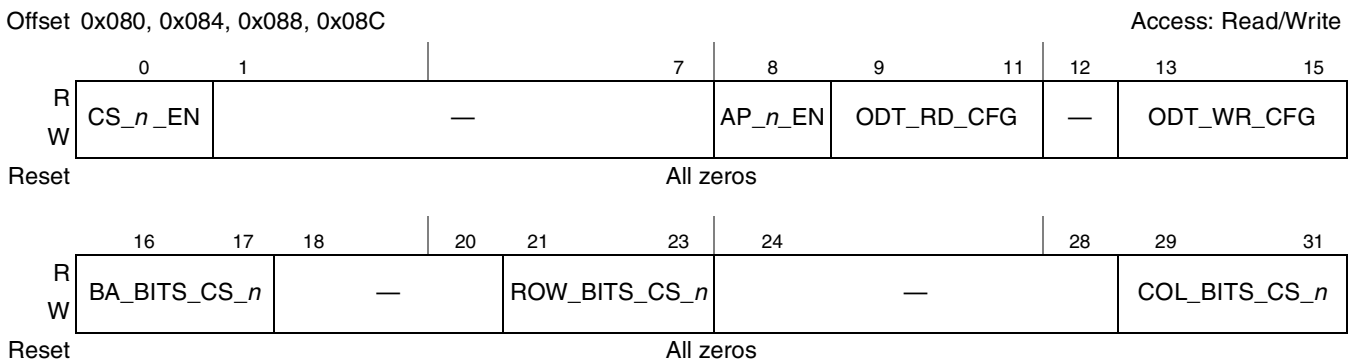 Offset 0x080, 0x084, 0x088, 0x08C Access: Read/Write
0 1 7 8 9 11 12 13 15
R
W
CS_n _EN — AP_n_EN ODT_RD_CFG — ODT_WR_CFG
Reset All zeros
16 17 18 20 21 23 24 28 29 31
R
W
BA_BITS_CS_n — ROW_BITS_CS_n — COL_BITS_CS_n
Reset All zeros